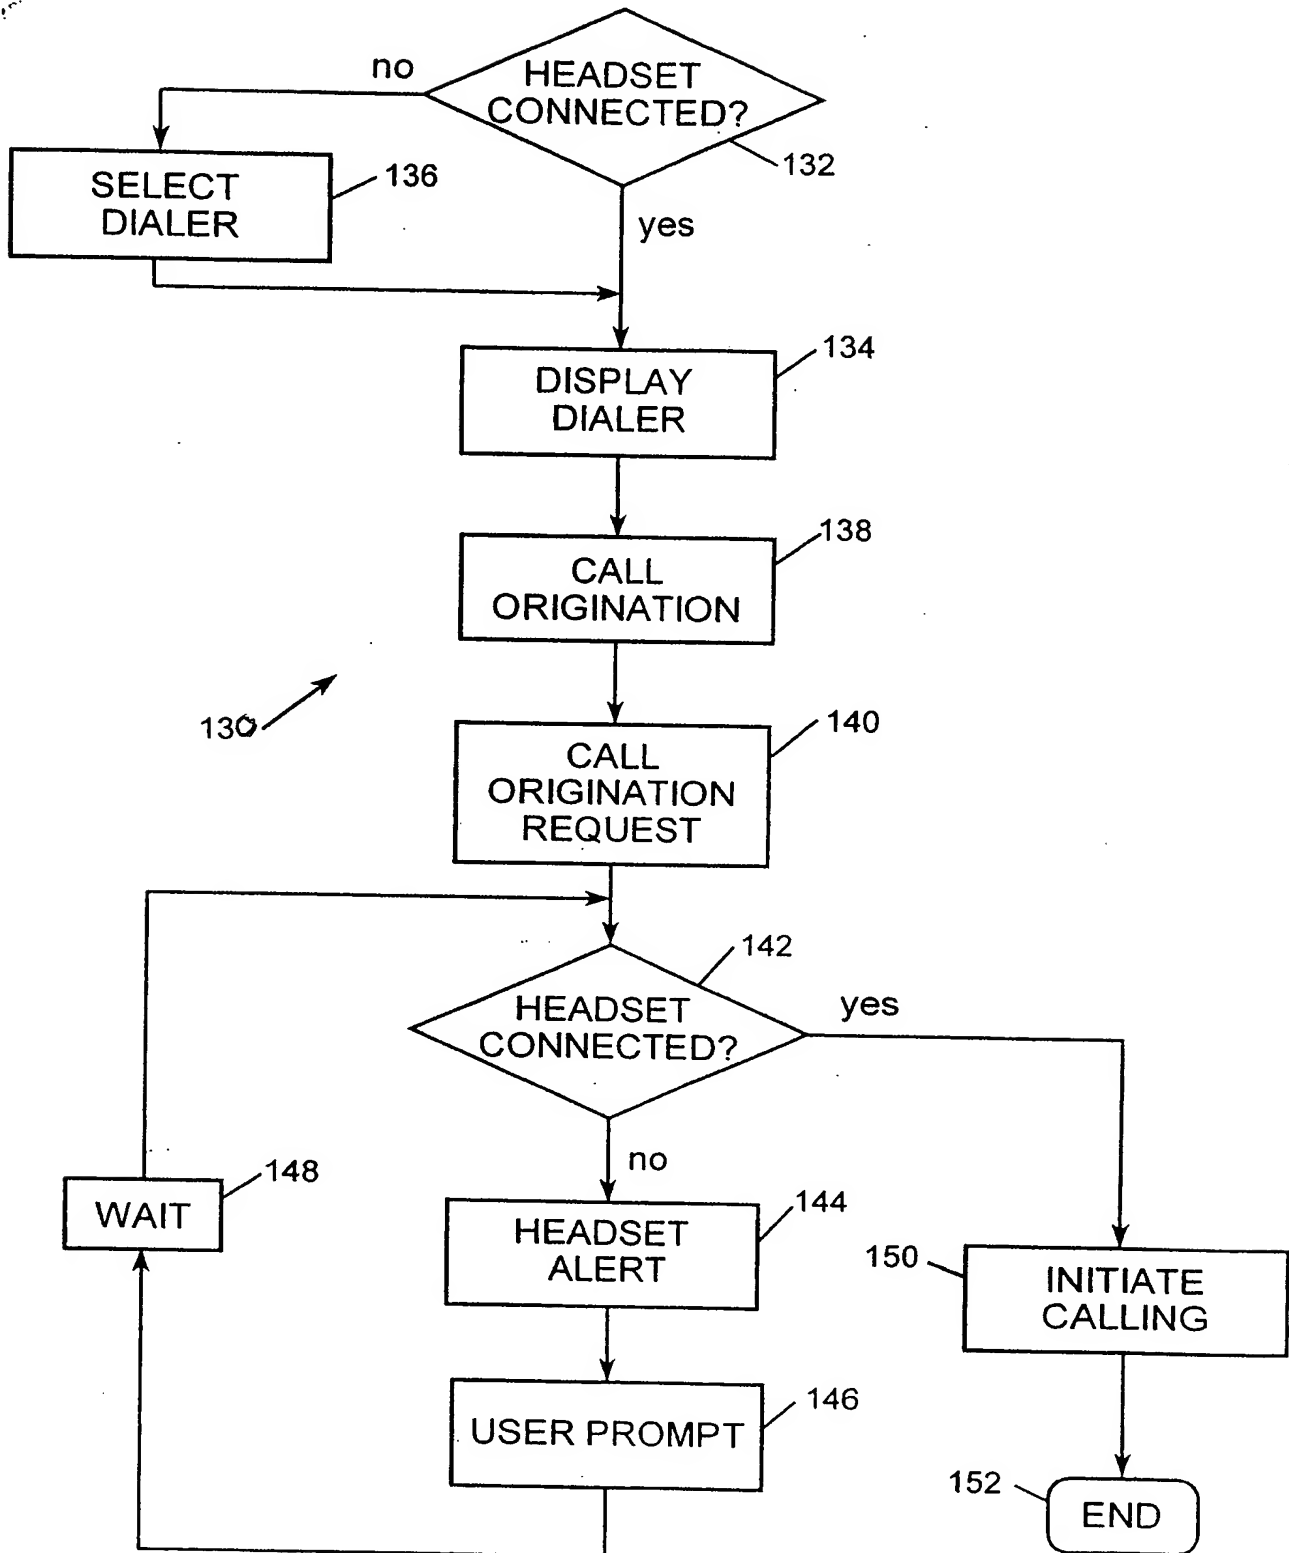 no
HEADSET
CONNECTED?
132
SELECT
DIALER
136
yes
134
DISPLAY
DIALER
138
CALL
ORIGINATION
130
140
CALL
ORIGINATION
REQUEST
142
HEADSET
CONNECTED?
yes
no
148
WAIT
144
HEADSET
ALERT
150
INITIATE
CALLING
146
USER PROMPT
152
END